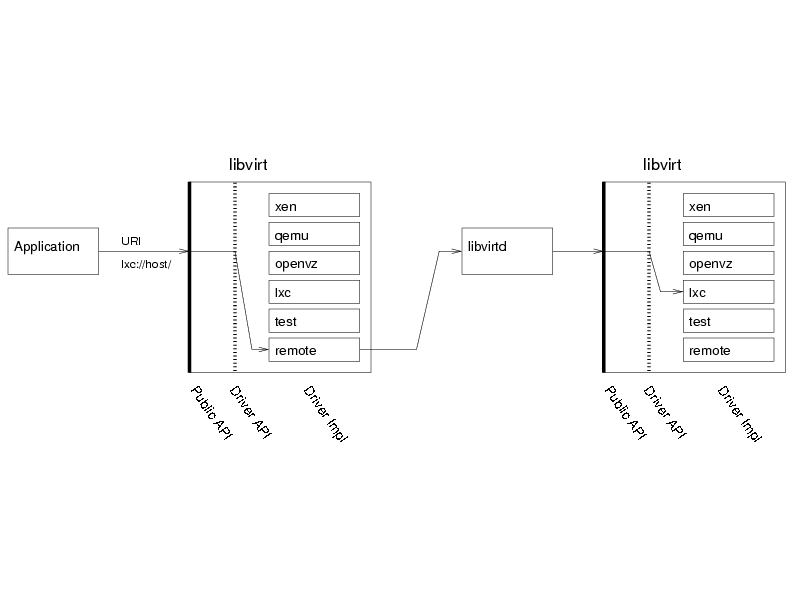 libvirt
libvirt
Application
URI
lxc://host/
xen
qemu
openvz
lxc
test
remote
libvirtd
xen
qemu
openvz
lxc
test
remote
Public API
Driver API
Driver Impl
Public API
Driver API
Driver Impl